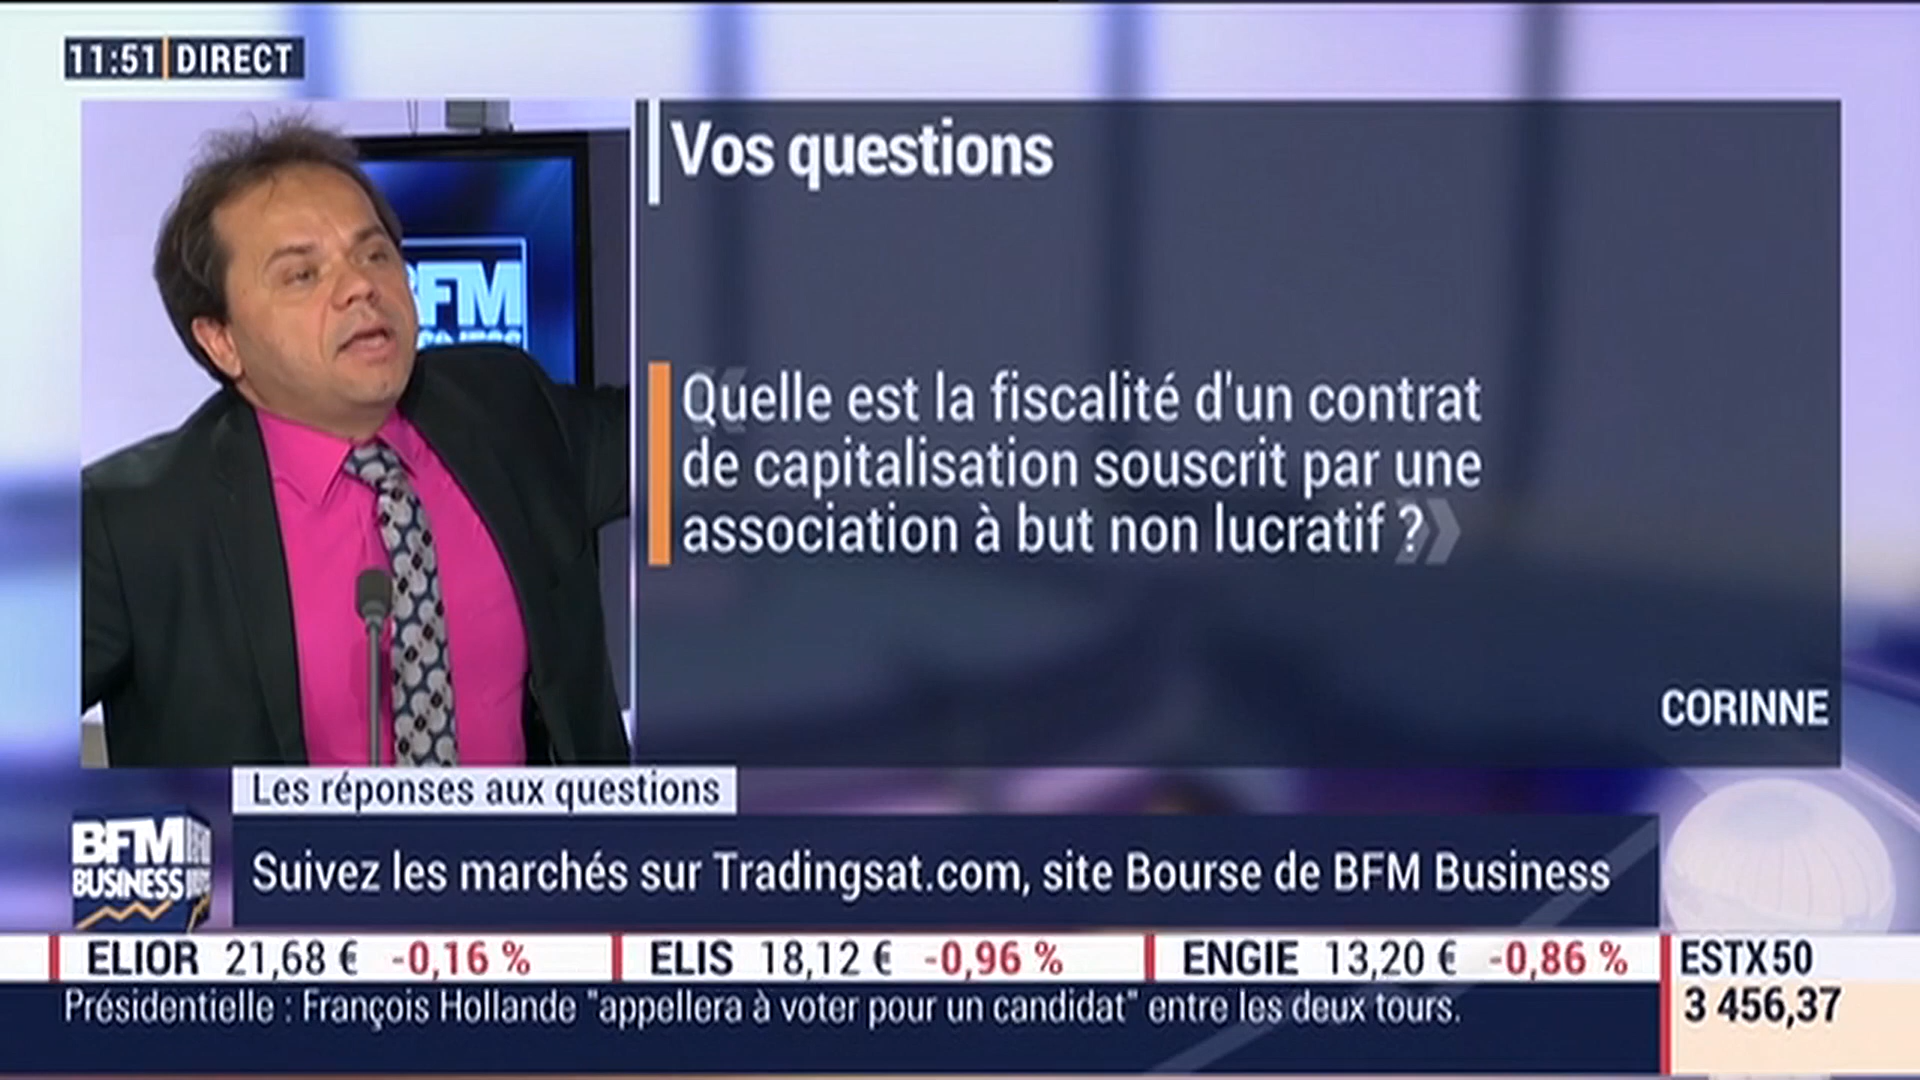 11:51 DIRECT
Vos questions
BFM
Quelle est la fiscalité d'un contrat
de capitalisation souscrit par une
association à but non lucratif ?
CORINNE
Les réponses aux questions
BFM
BUSINESS
Suivez les marchés sur Tradingsat.com, site Bourse de BFM Business
ELIOR 21,68 € -0,16 % ELIS 18,12 € -0,96 % ENGIE 13,20 € -0,86 % ESTX50
Présidentielle : François Hollande "appellera à voter pour un candidat" entre les deux tours. 3 456,37